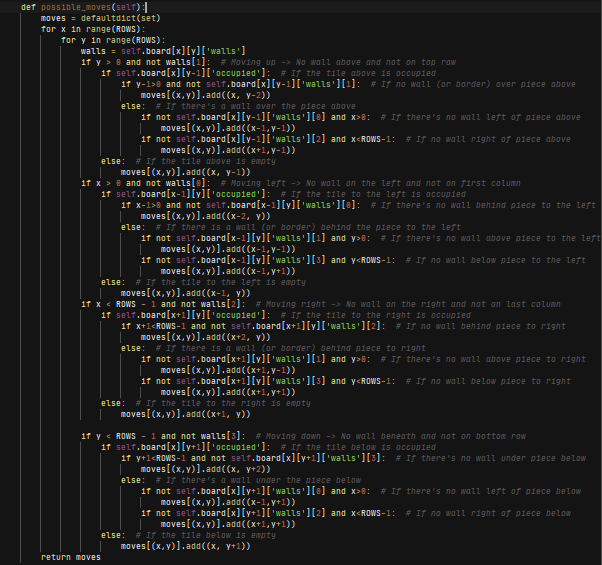 def possible_moves(self):
    moves = defaultdict(set)
    for x in range(ROWS):
        for y in range(ROWS):
            walls = self.board[x][y]['walls']
            if y > 0 and not walls[1]:  # Moving up -> No wall above and not on top row
                if self.board[x][y-1]['occupied']:  # If the tile above is occupied
                    if y-1>0 and not self.board[x][y-1]['walls'][1]:  # If no wall (or border) over piece above
                        moves[(x,y)].add((x, y-2))
                    else:  # If there's a wall over the piece above
                        if not self.board[x][y-1]['walls'][0] and x>0:  # If there's no wall left of piece above
                            moves[(x,y)].add((x-1,y-1))
                        if not self.board[x][y-1]['walls'][2] and x<ROWS-1:  # If no wall right of piece above
                            moves[(x,y)].add((x+1,y-1))
                else:  # If the tile above is empty
                    moves[(x,y)].add((x, y-1))
            if x > 0 and not walls[0]:  # Moving left -> No wall on the left and not on first column
                if self.board[x-1][y]['occupied']:  # If the tile to the left is occupied
                    if x-1>0 and not self.board[x-1][y]['walls'][0]:  # If there's no wall behind piece to the left
                        moves[(x,y)].add((x-2, y))
                    else:  # If there is a wall (or border) behind the piece to the left
                        if not self.board[x-1][y]['walls'][1] and y>0:  # If there's no wall above piece to the left
                            moves[(x,y)].add((x-1,y-1))
                        if not self.board[x-1][y]['walls'][3] and y<ROWS-1:  # If no wall below piece to the left
                            moves[(x,y)].add((x-1,y+1))
                else:  # If the tile to the left is empty
                    moves[(x,y)].add((x-1, y))
            if x < ROWS - 1 and not walls[2]:  # Moving right -> No wall on the right and not on last column
                if self.board[x+1][y]['occupied']:  # If the tile to the right is occupied
                    if x+1<ROWS-1 and not self.board[x+1][y]['walls'][2]:  # If no wall behind piece to right
                        moves[(x,y)].add((x+2, y))
                    else:  # If there is a wall (or border) behind piece to right
                        if not self.board[x+1][y]['walls'][1] and y>0:  # If there's no wall above piece to right
                            moves[(x,y)].add((x+1,y-1))
                        if not self.board[x+1][y]['walls'][3] and y<ROWS-1:  # If no wall below piece to right
                            moves[(x,y)].add((x+1,y+1))
                else:  # If the tile to the right is empty
                    moves[(x,y)].add((x+1, y))
            if y < ROWS - 1 and not walls[3]:  # Moving down -> No wall beneath and not on bottom row
                if self.board[x][y+1]['occupied']:  # If the tile below is occupied
                    if y+1<ROWS-1 and not self.board[x][y+1]['walls'][3]:  # If there's no wall under piece below
                        moves[(x,y)].add((x, y+2))
                    else:  # If there's a wall under the piece below
                        if not self.board[x][y+1]['walls'][0] and x>0:  # If there's no wall left of piece below
                            moves[(x,y)].add((x-1,y+1))
                        if not self.board[x][y+1]['walls'][2] and x<ROWS-1:  # If no wall right of piece below
                            moves[(x,y)].add((x+1,y+1))
                else:  # If the tile below is empty
                    moves[(x,y)].add((x, y+1))
    return moves